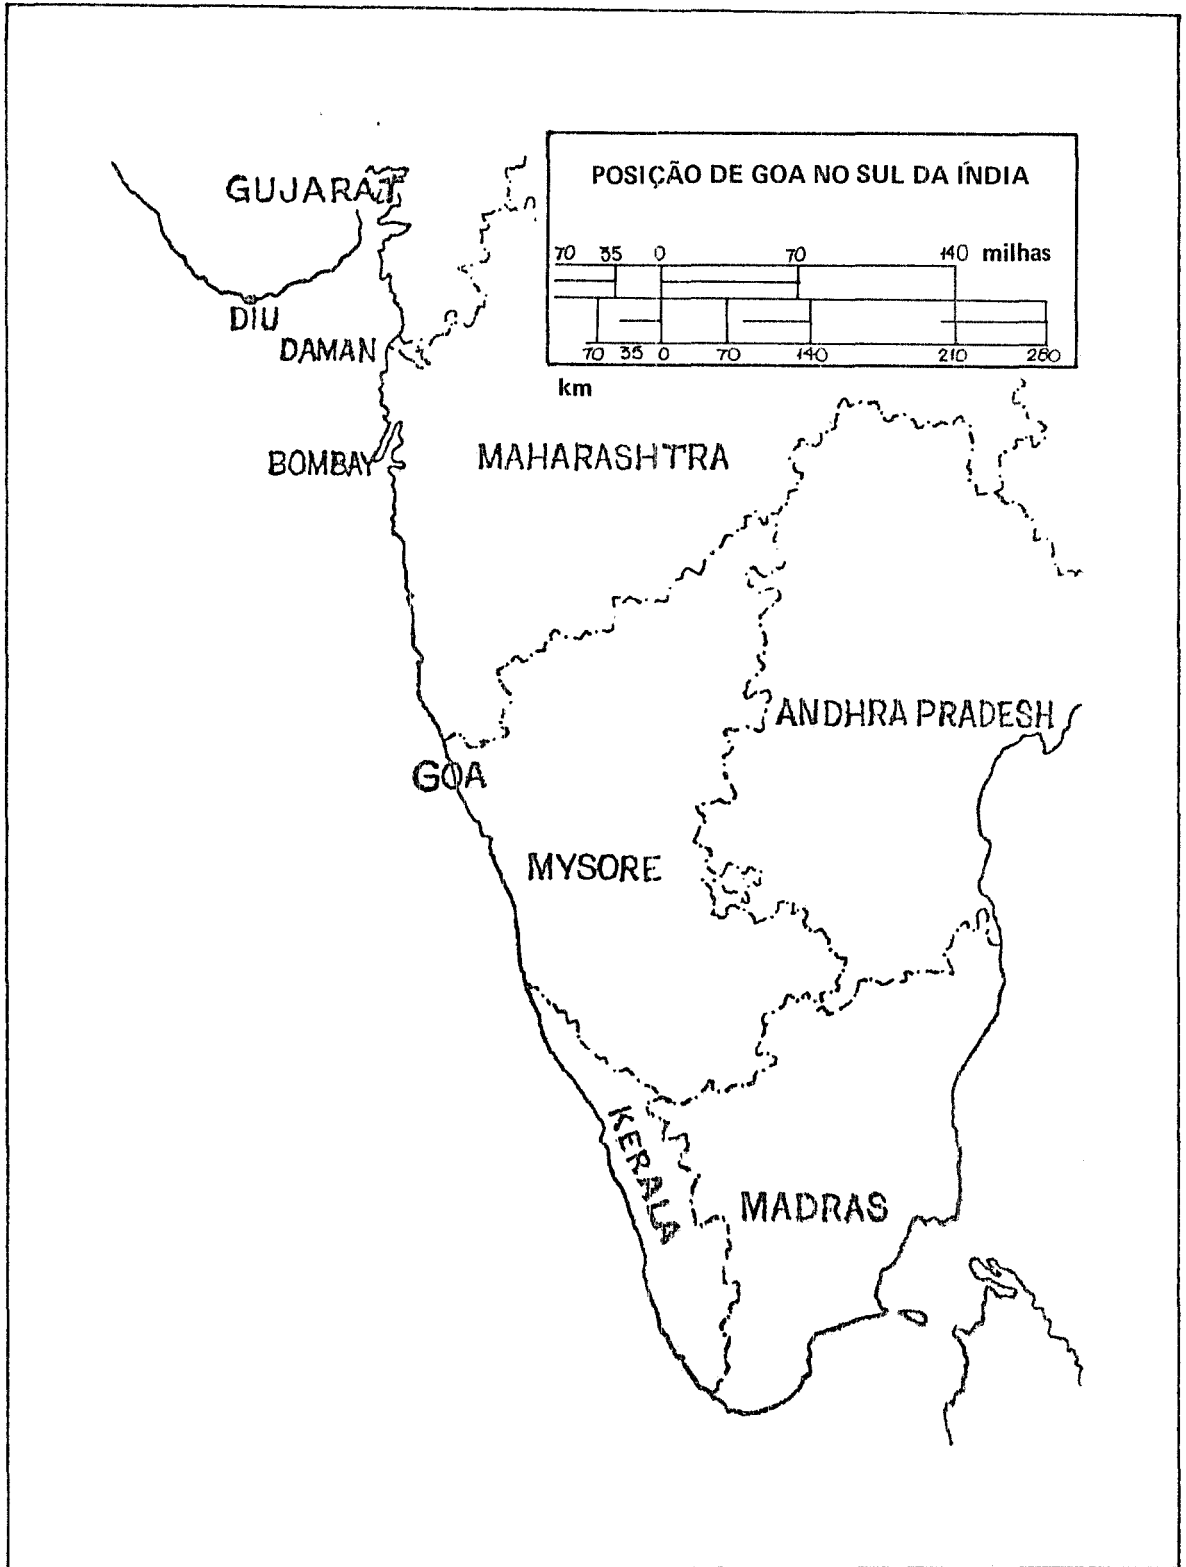 POSIÇÃO DE GOA NO SUL DA ÍNDIA
70 35 0 70 140 milhas
70 35 0 70 140 210 280
km
GUJARAT
DIU
DAMAN
BOMBAY
MAHARASHTRA
ANDHRA PRADESH
GOA
MYSORE
KERALA
MADRAS